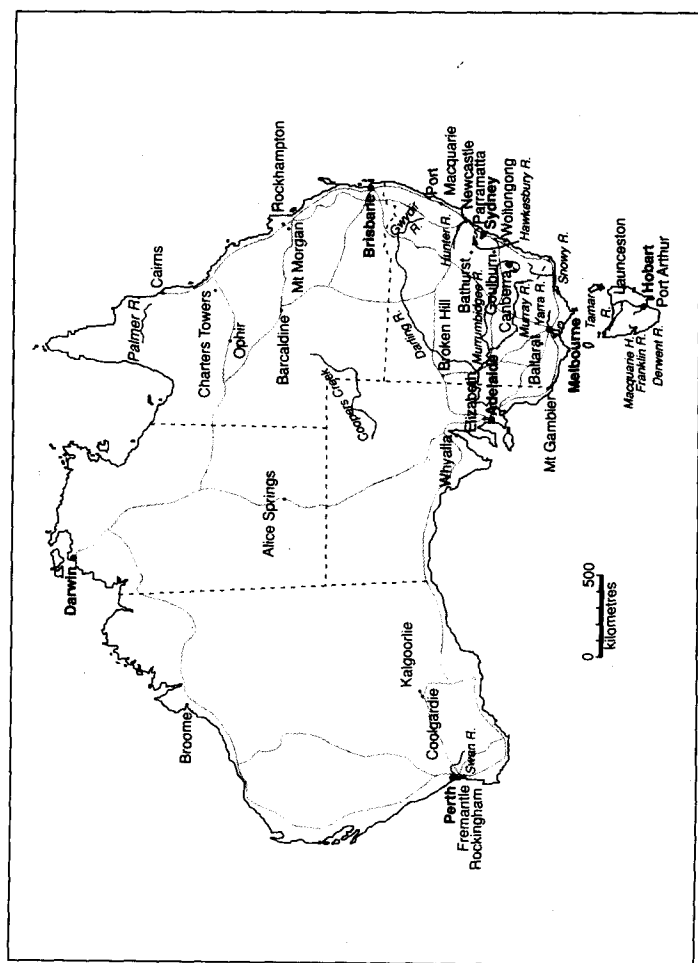 Darwin
Palmer R.
Cairns
Broome
Charters Towers
Ophir
Rockhampton
Mt Morgan
Barcaldine
Alice Springs
Coopers Creek
Brisbane
Gwydir
R.
Darling R.
Port
Macquarie
Newcastle
Parramatta
Sydney
Wollongong
Hawkesbury R.
Hunter R.
Bathurst
Goulburn
Canberra
Murrumbidgee R.
Murray R.
Yarra R.
Snowy R.
Broken Hill
Elizabeth
Adelaide
Whyalla
Ballarat
Melbourne
Mt Gambier
Kalgoorlie
Coolgardie
Swan R.
Perth
Fremantle
Rockingham
0 500
kilometres
Tamar
R.
Launceston
Hobart
Port Arthur
Macquarie H.
Franklin R.
Derwent R.